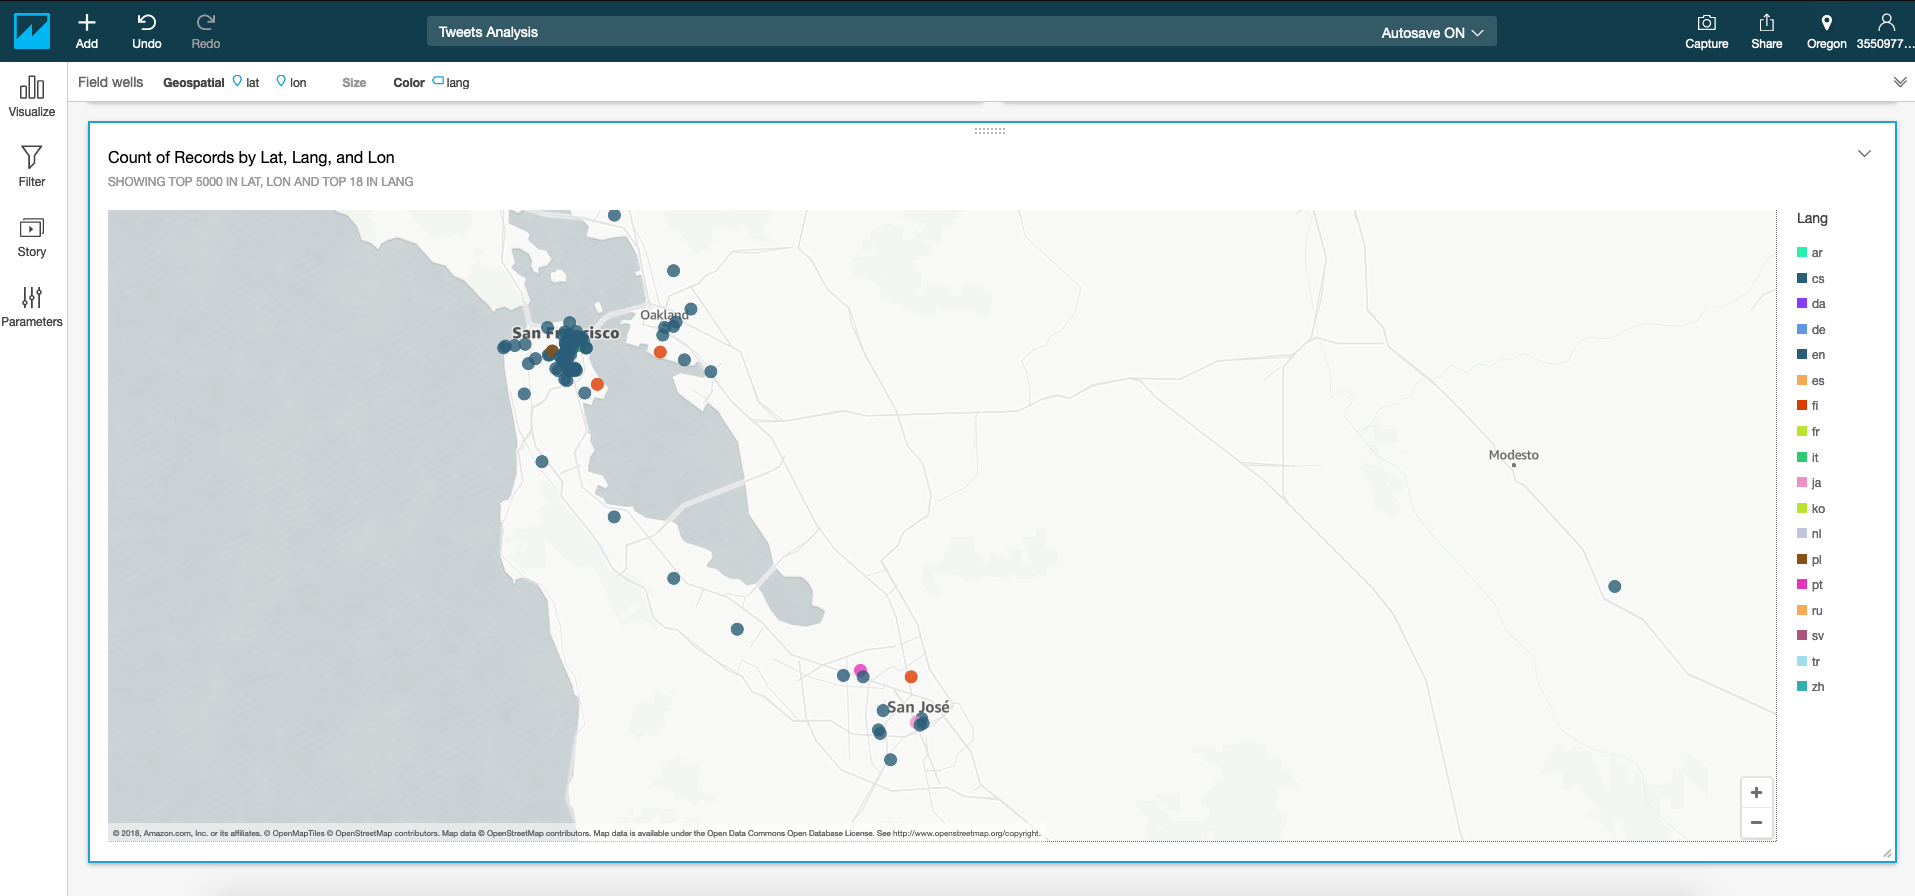 Add
Undo
Redo
Tweets Analysis
Autosave ON
Capture
Share
Oregon
3550977...
Field wells
Geospatial lat lon
Size
Color lang
Visualize
Filter
Story
Parameters
Count of Records by Lat, Lang, and Lon
SHOWING TOP 5000 IN LAT, LON AND TOP 18 IN LANG
San Francisco
Oakland
Modesto
San José
Lang
ar
cs
da
de
en
es
fi
fr
it
ja
ko
nl
pl
pt
ru
sv
tr
zh
+
−
© 2018, Amazon.com, Inc. or its affiliates. © OpenMapTiles © OpenStreetMap contributors. Map data © OpenStreetMap contributors. Map data is available under the Open Data Commons Open Database License. See http://www.openstreetmap.org/copyright.